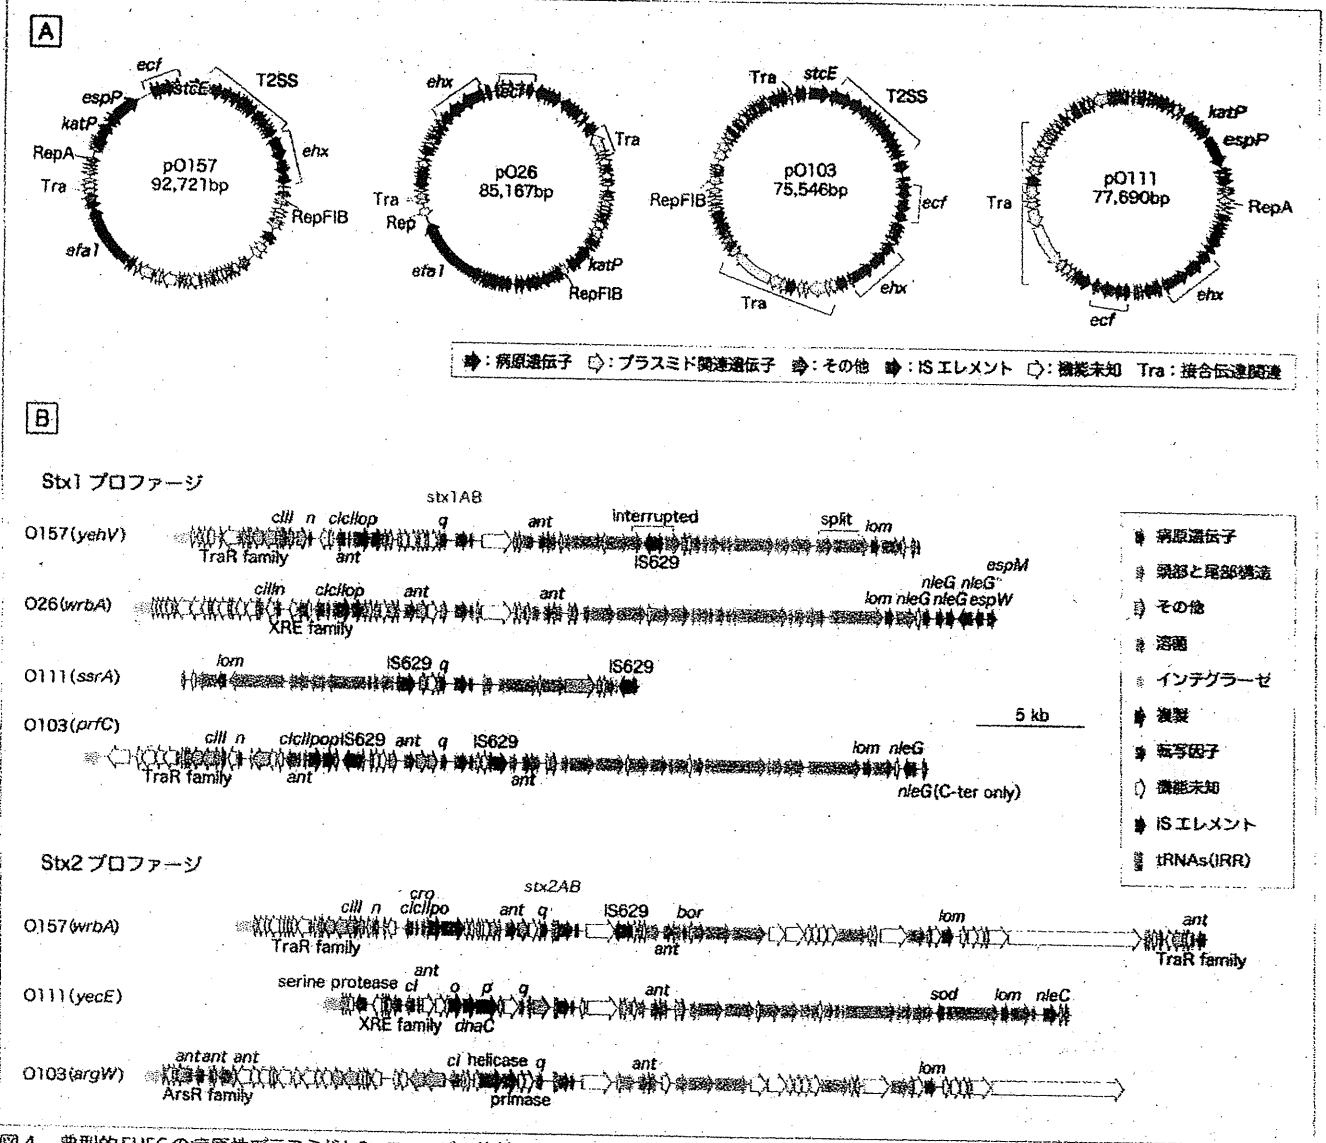 A
ecf
stcE
T2SS
espP
katP
RepA
Tra
efa1
ehx
RepFIB
pO157
92,721bp
ehx
ecf
Tra
Tra
Rep
efa1
katP
RepFIB
pO26
85,167bp
Tra
stcE
T2SS
RepFIB
ecf
ehx
Tra
pO103
75,546bp
katP
espP
Tra
RepA
ehx
ecf
pO111
77,690bp
:病原遺伝子 :プラスミド関連遺伝子 :その他 :ISエレメント :機能未知 Tra:接合伝達関連
B
Stx1 プロファージ
stx1AB
cIII n cIcIIop q ant interrupted split lom
O157(yehV)
TraR family ant IS629
espM
nleG nleG'
cIIIn cIcIIop ant ant lom nleG nleG espW
O26(wrbA)
XRE family
lom IS629 q IS629
O111(ssrA)
5 kb
O103(prfC)
cIII n cIcIIpopIS629 ant q IS629 lom nleG
TraR family ant ant nleG(C-ter only)
病原遺伝子
頭部と尾部構造
その他
溶菌
インテグラーゼ
複製
転写因子
機能未知
ISエレメント
tRNAs(IRR)
Stx2 プロファージ
stx2AB
cro
cIII n cIcIIpo ant q IS629 bor lom ant
O157(wrbA)
TraR family ant TraR family
ant
serine protease cI o p q ant sod lom nleC
O111(yecE)
XRE family dnaC
antant ant cI helicase q ant lom
O103(argW)
ArsR family primase